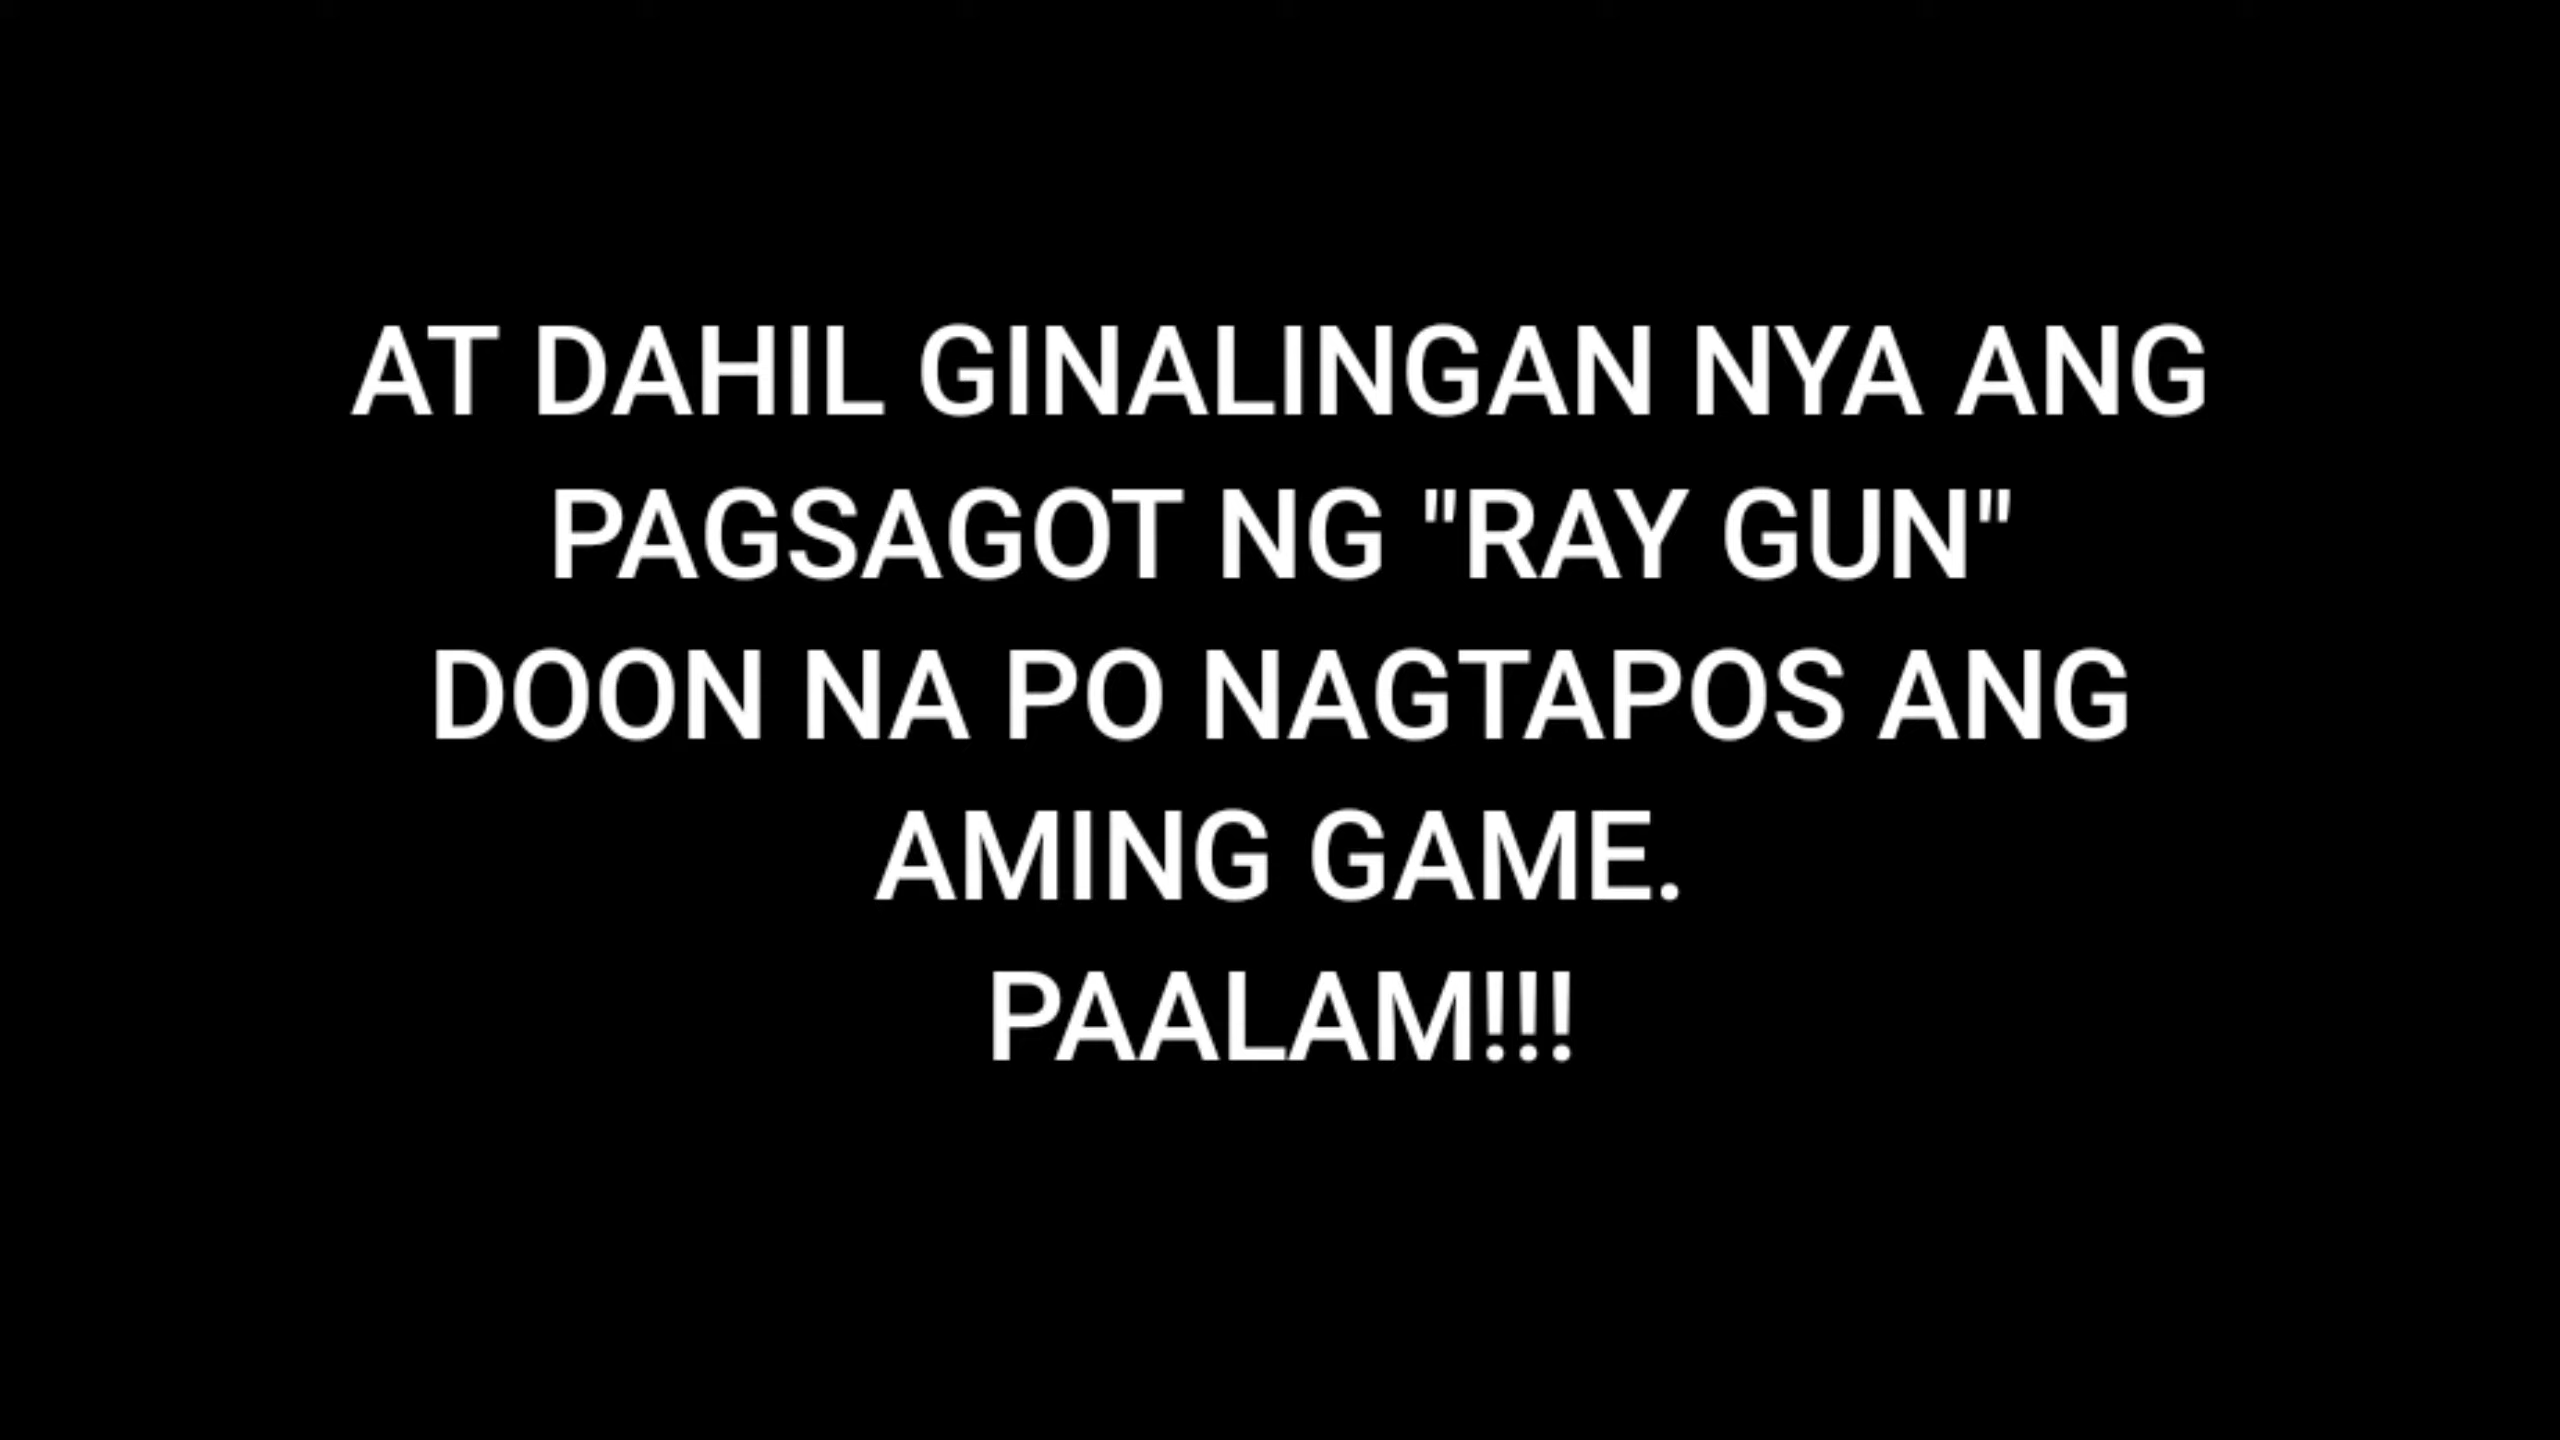 AT DAHIL GINALINGAN NYA ANG
PAGSAGOT NG "RAY GUN"
DOON NA PO NAGTAPOS ANG
AMING GAME.
PAALAM!!!